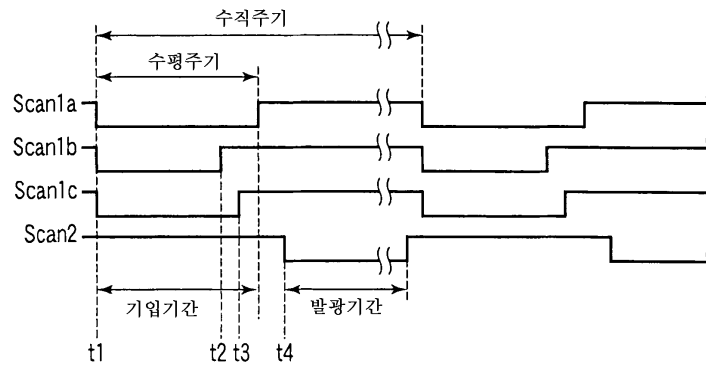 수직주기
수평주기
Scan1a
Scan1b
Scan1c
Scan2
기입기간
발광기간
t1
t2
t3
t4